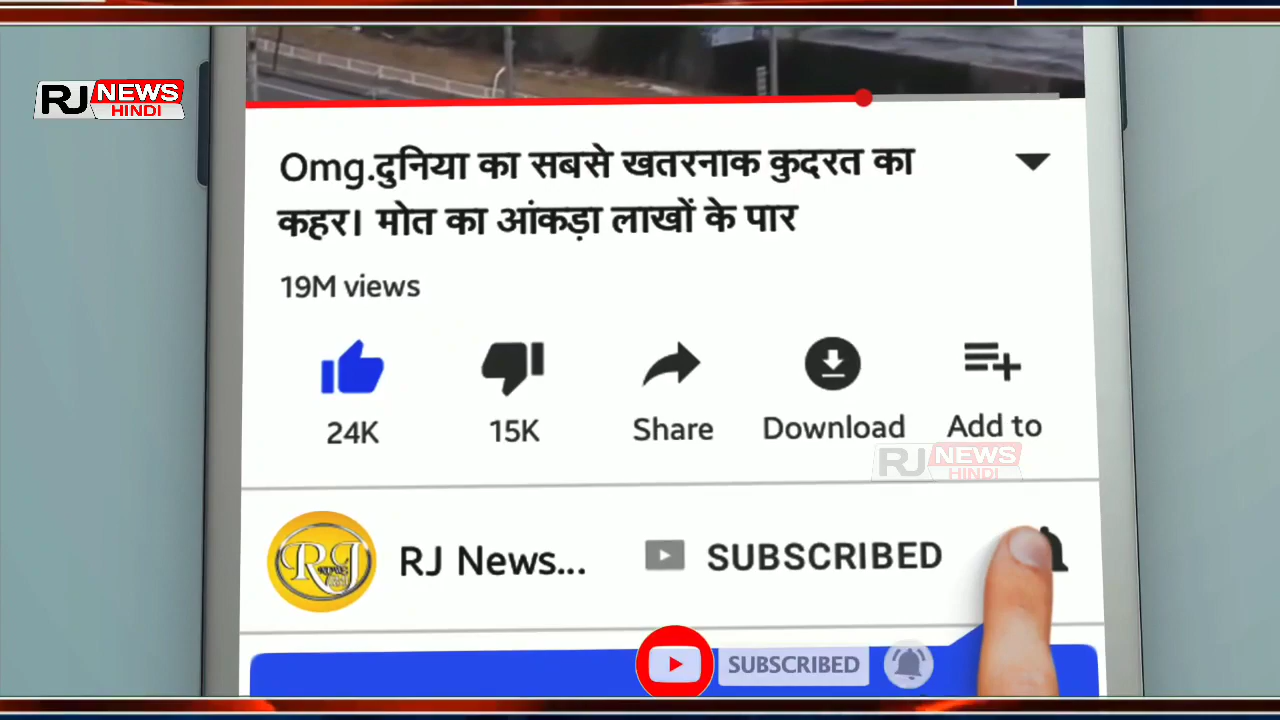 RJ NEWS
HINDI
Omg.दुनिया का सबसे खतरनाक कुदरत का
कहर। मोत का आंकड़ा लाखों के पार
19M views
24K
15K
Share
Download
Add to
RJ NEWS
HINDI
RJ
RJ News...
SUBSCRIBED
SUBSCRIBED